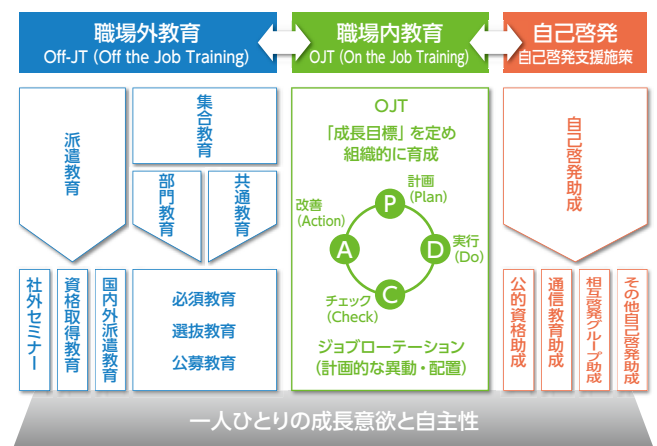 職場外教育
Off-JT (Off the Job Training)
職場内教育
OJT (On the Job Training)
自己啓発
自己啓発支援施策
派遣教育
集合教育
部門教育
共通教育
社外セミナー
資格取得教育
国内外派遣教育
必須教育
選抜教育
公募教育
OJT
「成長目標」を定め
組織的に育成
計画
(Plan)
P
改善
(Action)
A
D
実行
(Do)
C
チェック
(Check)
ジョブローテーション
(計画的な異動・配置)
自己啓発助成
公的資格助成
通信教育助成
相互啓発グループ助成
その他自己啓発助成
一人ひとりの成長意欲と自主性